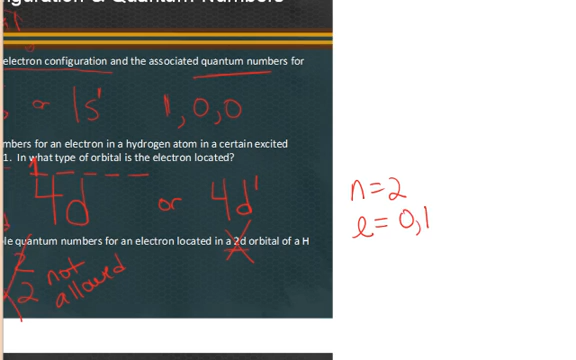 nfiguration & Quantum Numbers
electron configuration and the associated quantum numbers for
or 1s¹ 1,0,0
mbers for an electron in a hydrogen atom in a certain excited
1. In what type of orbital is the electron located?
4d or 4d¹
n=2
l=0,1
ole quantum numbers for an electron located in a 2d orbital of a H
2 not
2 allowed